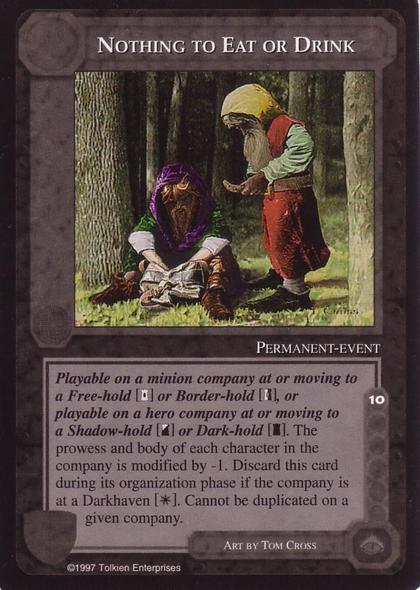 NOTHING TO EAT OR DRINK
PERMANENT-EVENT
Playable on a minion company at or moving to
a Free-hold [] or Border-hold [], or
playable on a hero company at or moving to
a Shadow-hold [] or Dark-hold []. The
prowess and body of each character in the
company is modified by -1. Discard this card
during its organization phase if the company is
at a Darkhaven []. Cannot be duplicated on a
given company.
10
ART BY TOM CROSS
©1997 Tolkien Enterprises